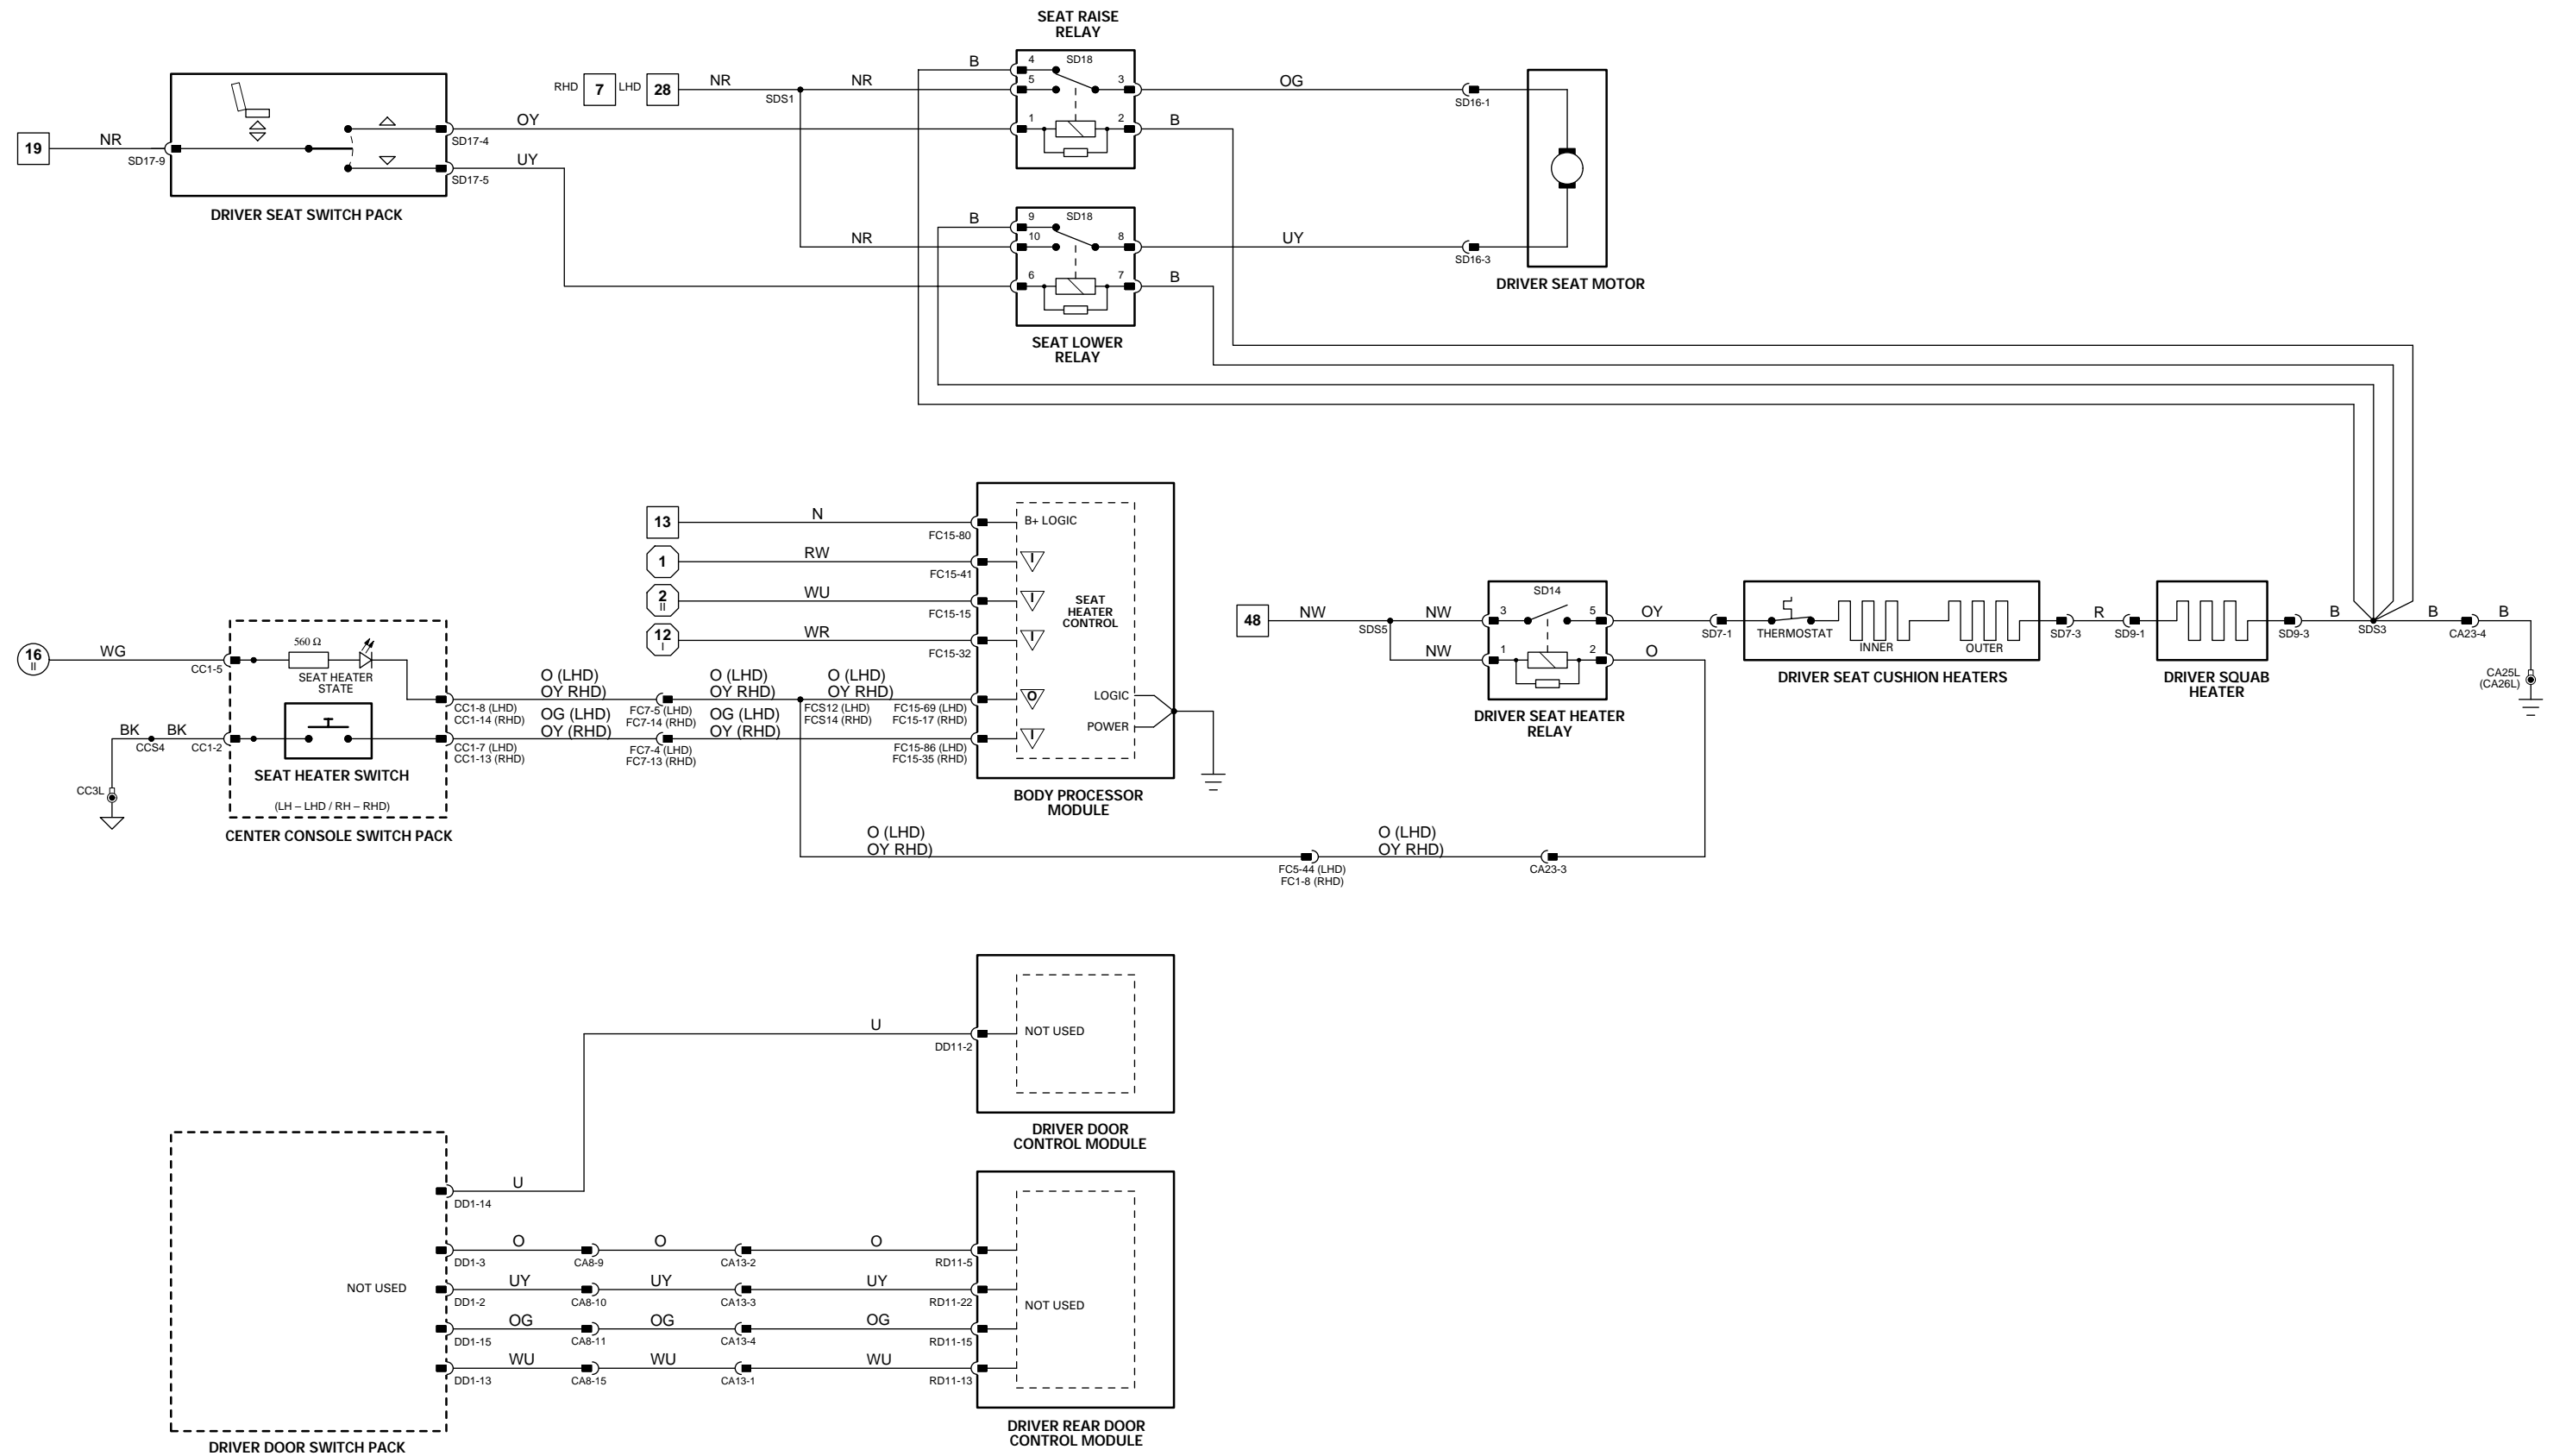 SEAT RAISE
RELAY
B
4
SD18
5
3
RHD
7
LHD
28
NR
SDS1
NR
OG
SD16-1
1
2
B
OY
SD17-4
19
NR
SD17-9
UY
SD17-5
DRIVER SEAT SWITCH PACK
B
9
SD18
10
8
NR
UY
SD16-3
6
7
B
SEAT LOWER
RELAY
DRIVER SEAT MOTOR
13
N
FC15-80
B+ LOGIC
1
RW
FC15-41
I
2
II
WU
FC15-15
I
12
I
WR
FC15-32
I
SEAT
HEATER
CONTROL
O
I
LOGIC
POWER
BODY PROCESSOR
MODULE
16
II
WG
CC1-5
560 Ω
SEAT HEATER
STATE
BK
CCS4
BK
CC1-2
CC3L
SEAT HEATER SWITCH
(LH – LHD / RH – RHD)
CENTER CONSOLE SWITCH PACK
O (LHD)
OY RHD)
O (LHD)
OY RHD)
O (LHD)
OY RHD)
CC1-8 (LHD)
CC1-14 (RHD)
FC7-5 (LHD)
FC7-14 (RHD)
FCS12 (LHD)
FCS14 (RHD)
FC15-69 (LHD)
FC15-17 (RHD)
OG (LHD)
OY (RHD)
OG (LHD)
OY (RHD)
CC1-7 (LHD)
CC1-13 (RHD)
FC7-4 (LHD)
FC7-13 (RHD)
FC15-86 (LHD)
FC15-35 (RHD)
O (LHD)
OY RHD)
FC5-44 (LHD)
FC1-8 (RHD)
O (LHD)
OY RHD)
CA23-3
48
NW
SDS5
NW
NW
SD14
3
5
1
2
OY
O
DRIVER SEAT HEATER
RELAY
SD7-1
THERMOSTAT
INNER
OUTER
DRIVER SEAT CUSHION HEATERS
SD7-3
R
SD9-1
DRIVER SQUAB
HEATER
SD9-3
B
SDS3
B
CA23-4
B
CA25L
(CA26L)
U
DD11-2
NOT USED
DRIVER DOOR
CONTROL MODULE
U
DD1-14
O
O
O
DD1-3
CA8-9
CA13-2
RD11-5
NOT USED
UY
UY
UY
DD1-2
CA8-10
CA13-3
RD11-22
NOT USED
OG
OG
OG
DD1-15
CA8-11
CA13-4
RD11-15
WU
WU
WU
DD1-13
CA8-15
CA13-1
RD11-13
DRIVER DOOR SWITCH PACK
DRIVER REAR DOOR
CONTROL MODULE